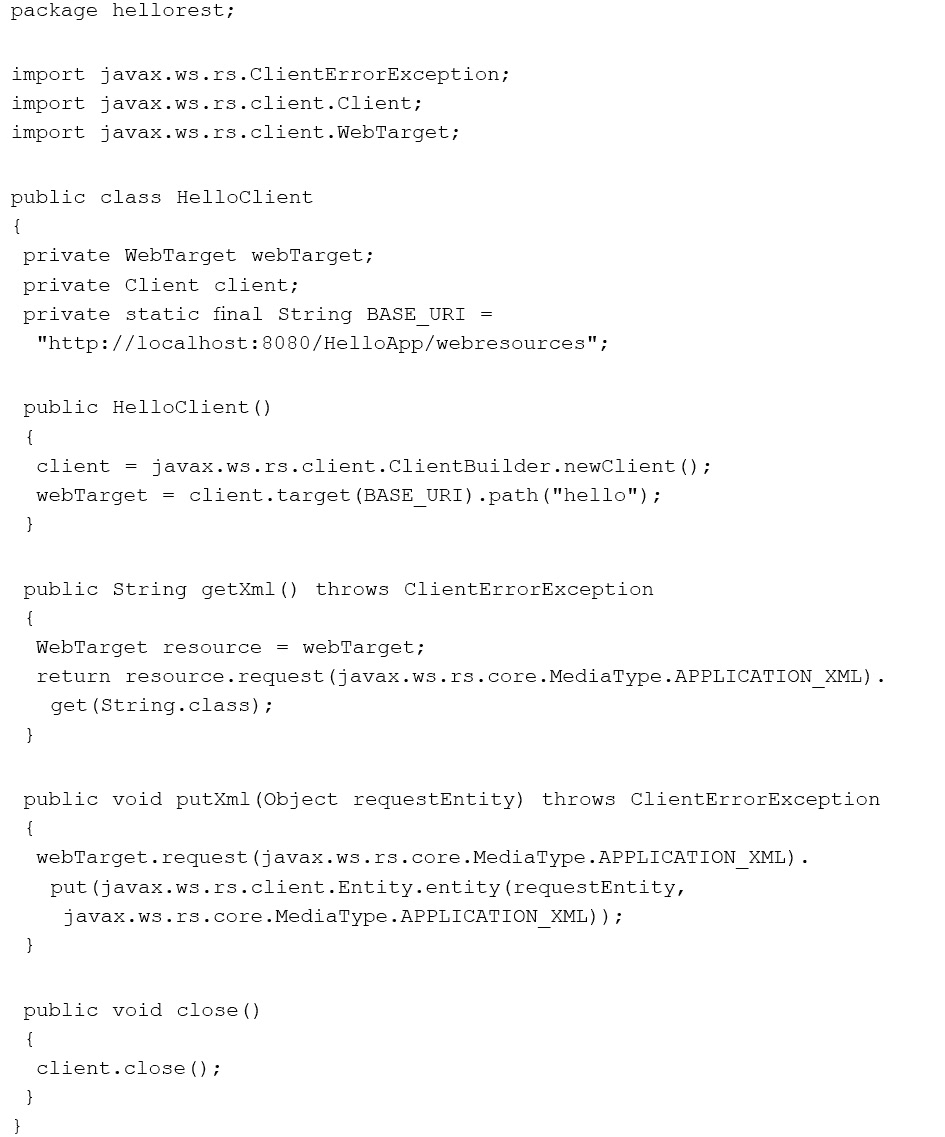 package hellorest;
import javax.ws.rs.ClientErrorException;
import javax.ws.rs.client.Client;
import javax.ws.rs.client.WebTarget;
public class HelloClient
{
private WebTarget webTarget;
private Client client;
private static final String BASE_URI =
"http://localhost:8080/HelloApp/webresources";
public HelloClient()
{
client = javax.ws.rs.client.ClientBuilder.newClient();
webTarget = client.target(BASE_URI).path("hello");
}
public String getXml() throws ClientErrorException
{
WebTarget resource = webTarget;
return resource.request(javax.ws.rs.core.MediaType.APPLICATION_XML).
get(String.class);
}
public void putXml(Object requestEntity) throws ClientErrorException
{
webTarget.request(javax.ws.rs.core.MediaType.APPLICATION_XML).
put(javax.ws.rs.client.Entity.entity(requestEntity,
javax.ws.rs.core.MediaType.APPLICATION_XML));
}
public void close()
{
client.close();
}
}